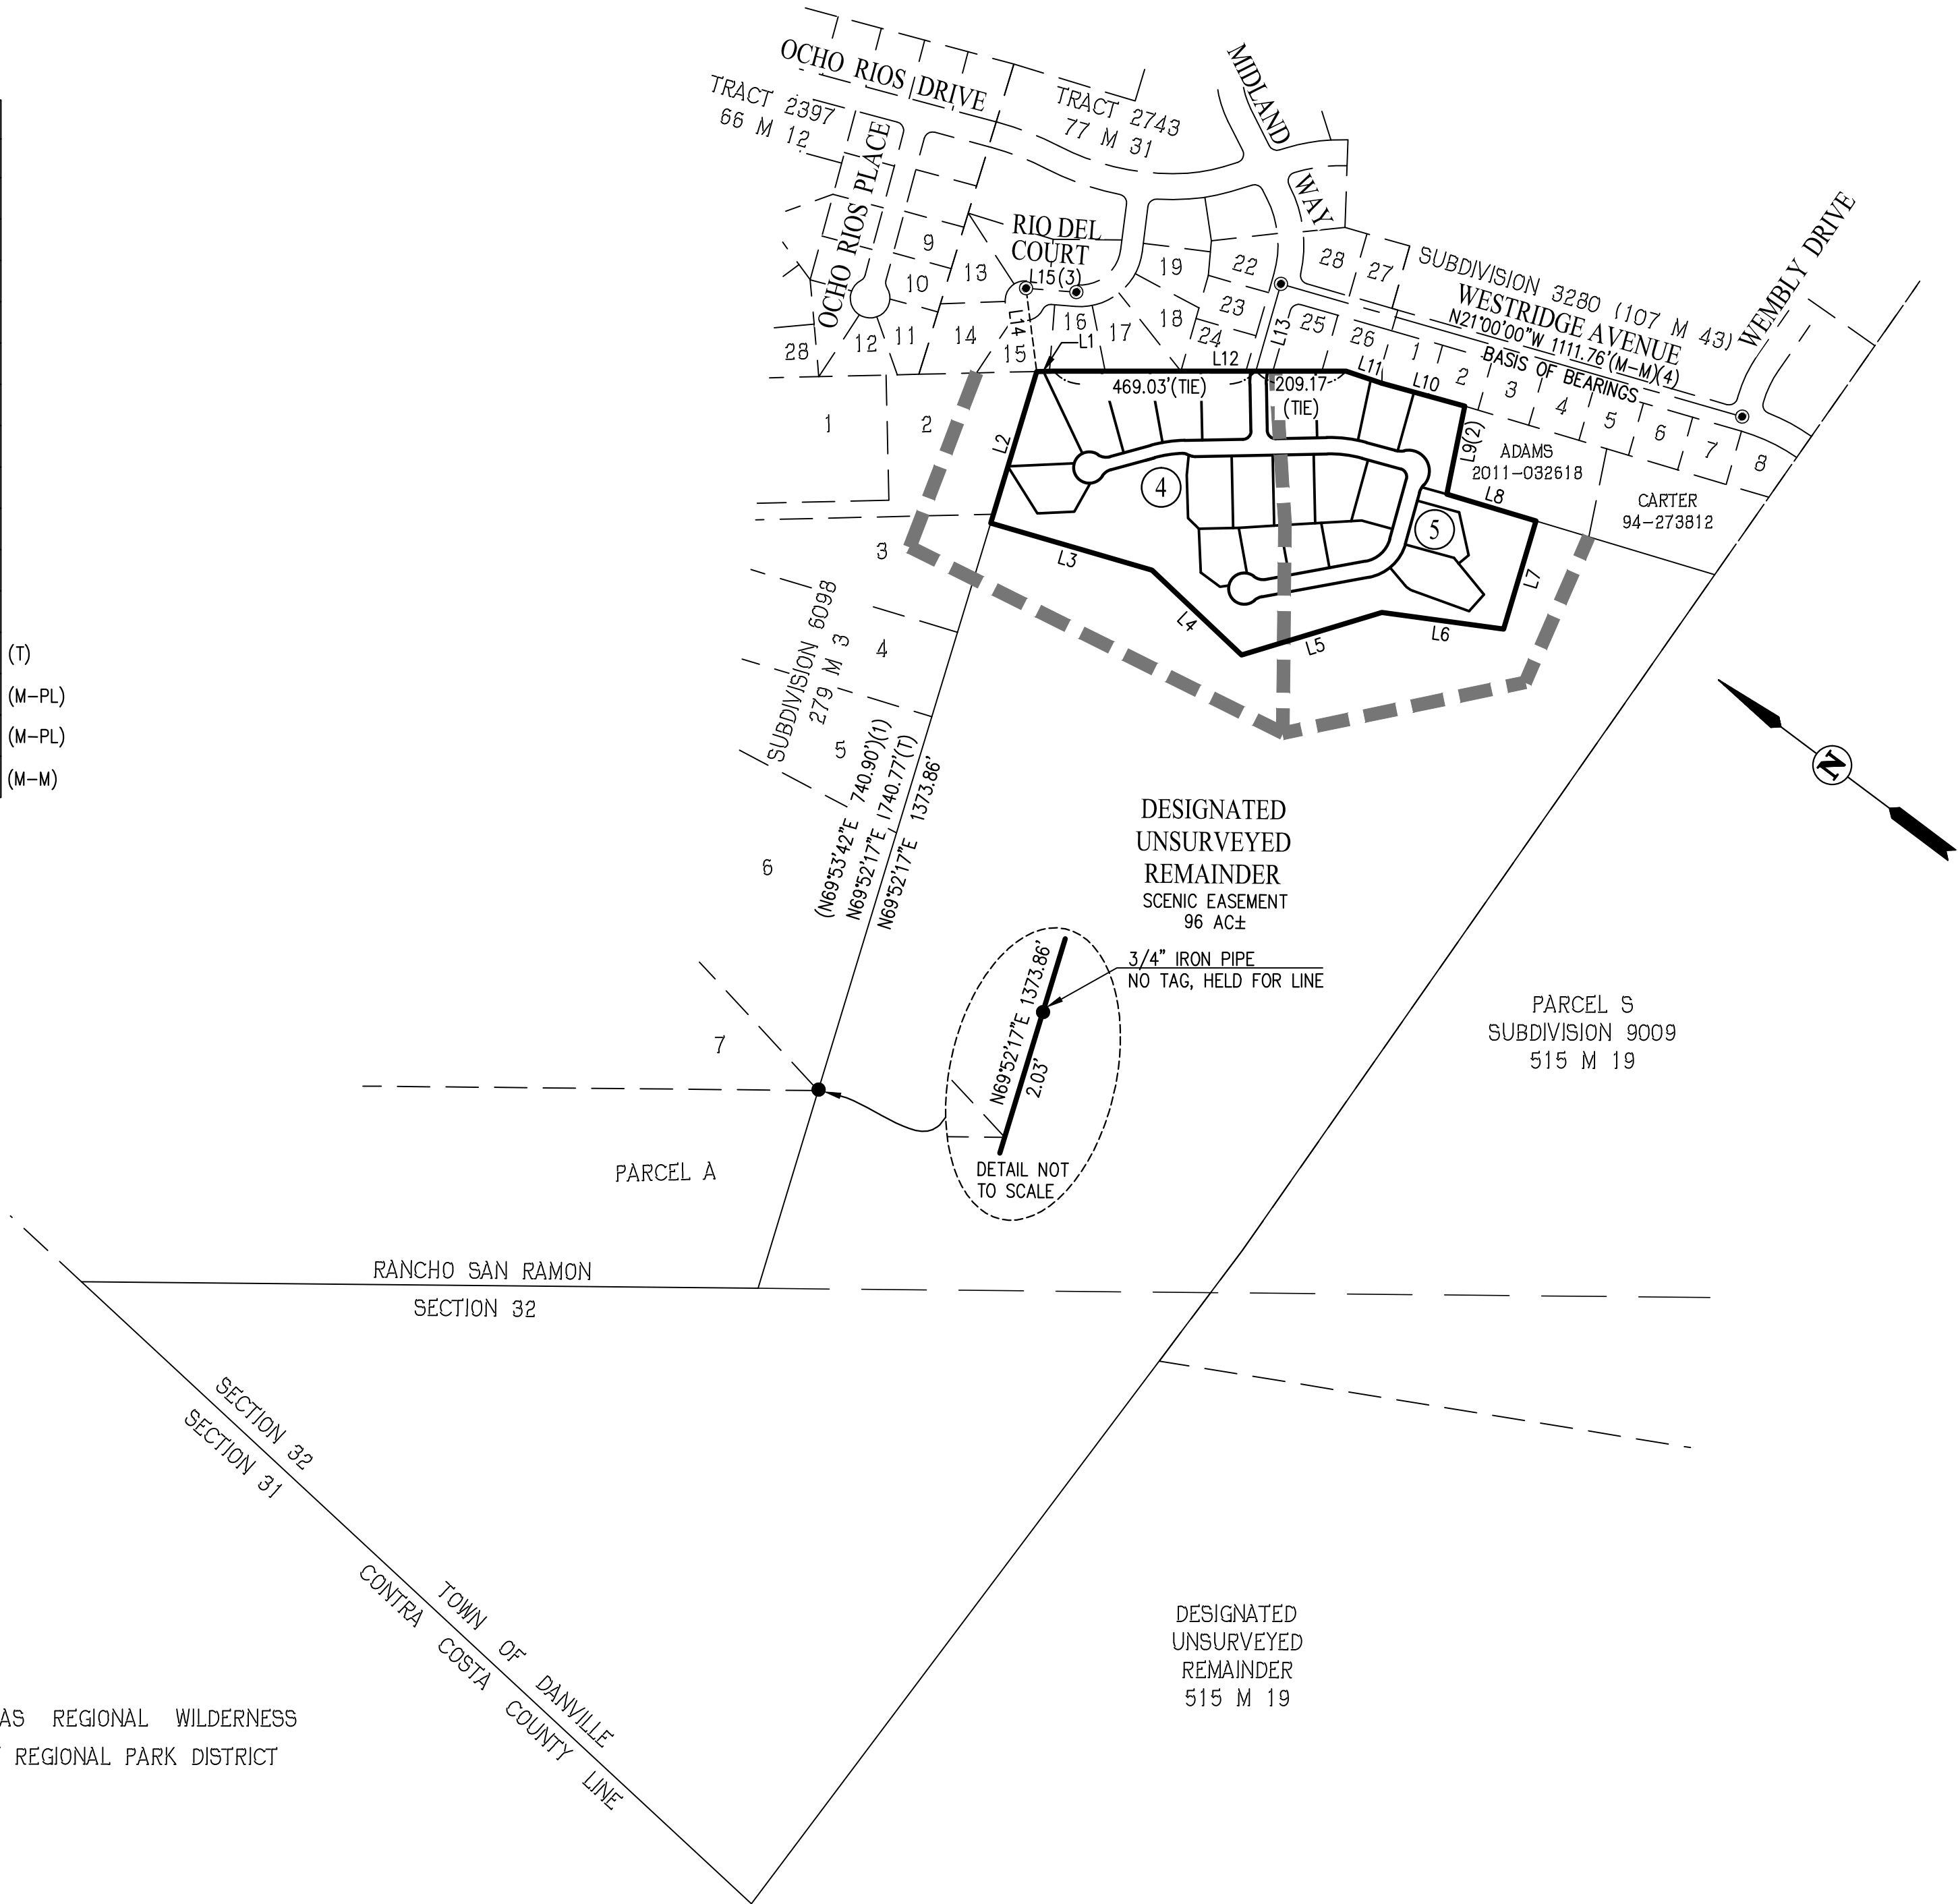 OCHO RIOS DRIVE
TRACT 2397
66 M 12
TRACT 2743
77 M 31
MIDLAND
WAY
OCHO RIOS PLACE
RIO DEL
COURT
L15(3)
WEMBLY DRIVE
SUBDIVISION 3280 (107 M 43)
WESTRIDGE AVENUE
N21°00'00"W 1111.76'(M-M)(4)
BASIS OF BEARINGS
9
10
11
12
28
13
14
15
16
17
18
19
22
23
24
25
26
27
28
1
2
3
4
5
6
7
8
L14
L1
L12
L13
L11
L10
469.03'(TIE)
209.17
(TIE)
L2
L9(2)
ADAMS
2011-032618
L8
CARTER
94-273812
1
2
3
4
5
6
7
4
5
L3
L4
L5
L6
L7
SUBDIVISION 6098
279 M 3
(N69°53'42"E 740.90')(1)
N69°52'17"E 1740.77'(T)
N69°52'17"E 1373.86'
(T)
(M-PL)
(M-PL)
(M-M)
N
DESIGNATED
UNSURVEYED
REMAINDER
SCENIC EASEMENT
96 AC±
3/4" IRON PIPE
NO TAG, HELD FOR LINE
N69°52'17"E 1373.86'
2.03'
DETAIL NOT
TO SCALE
PARCEL S
SUBDIVISION 9009
515 M 19
PARCEL A
RANCHO SAN RAMON
SECTION 32
SECTION 32
SECTION 31
TOWN OF DANVILLE
CONTRA COSTA COUNTY LINE
DESIGNATED
UNSURVEYED
REMAINDER
515 M 19
AS REGIONAL WILDERNESS
REGIONAL PARK DISTRICT